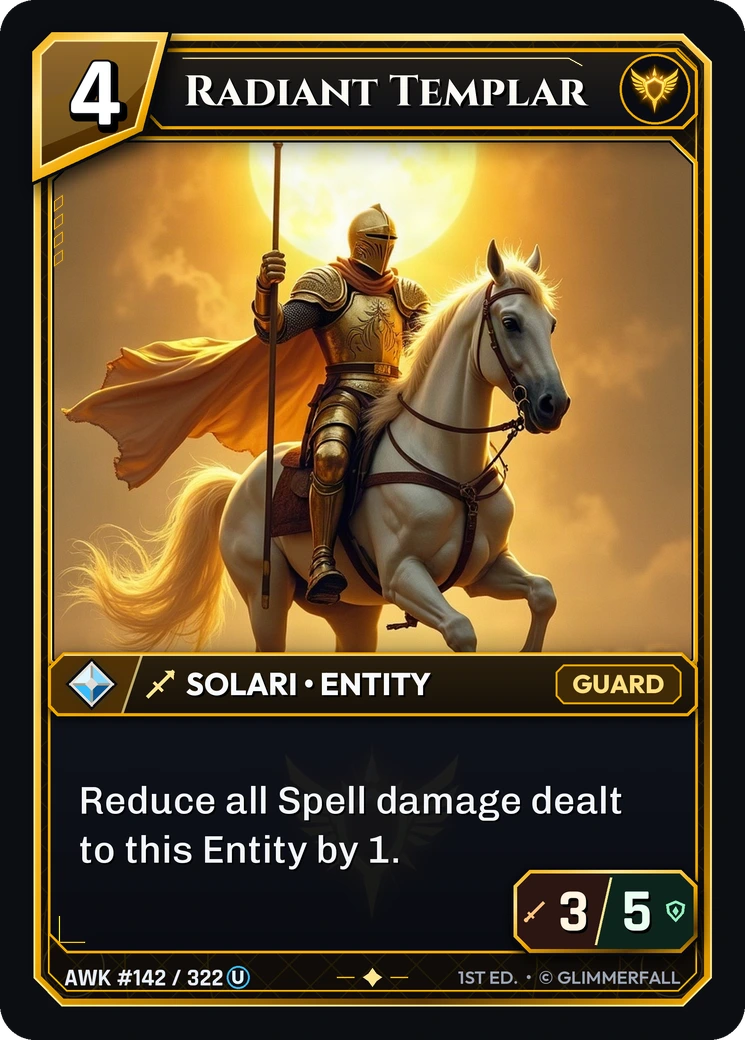 4
RADIANT TEMPLAR
SOLARI • ENTITY
GUARD
Reduce all Spell damage dealt
to this Entity by 1.
3/5
AWK #142 / 322 U
1ST ED. • © GLIMMERFALL